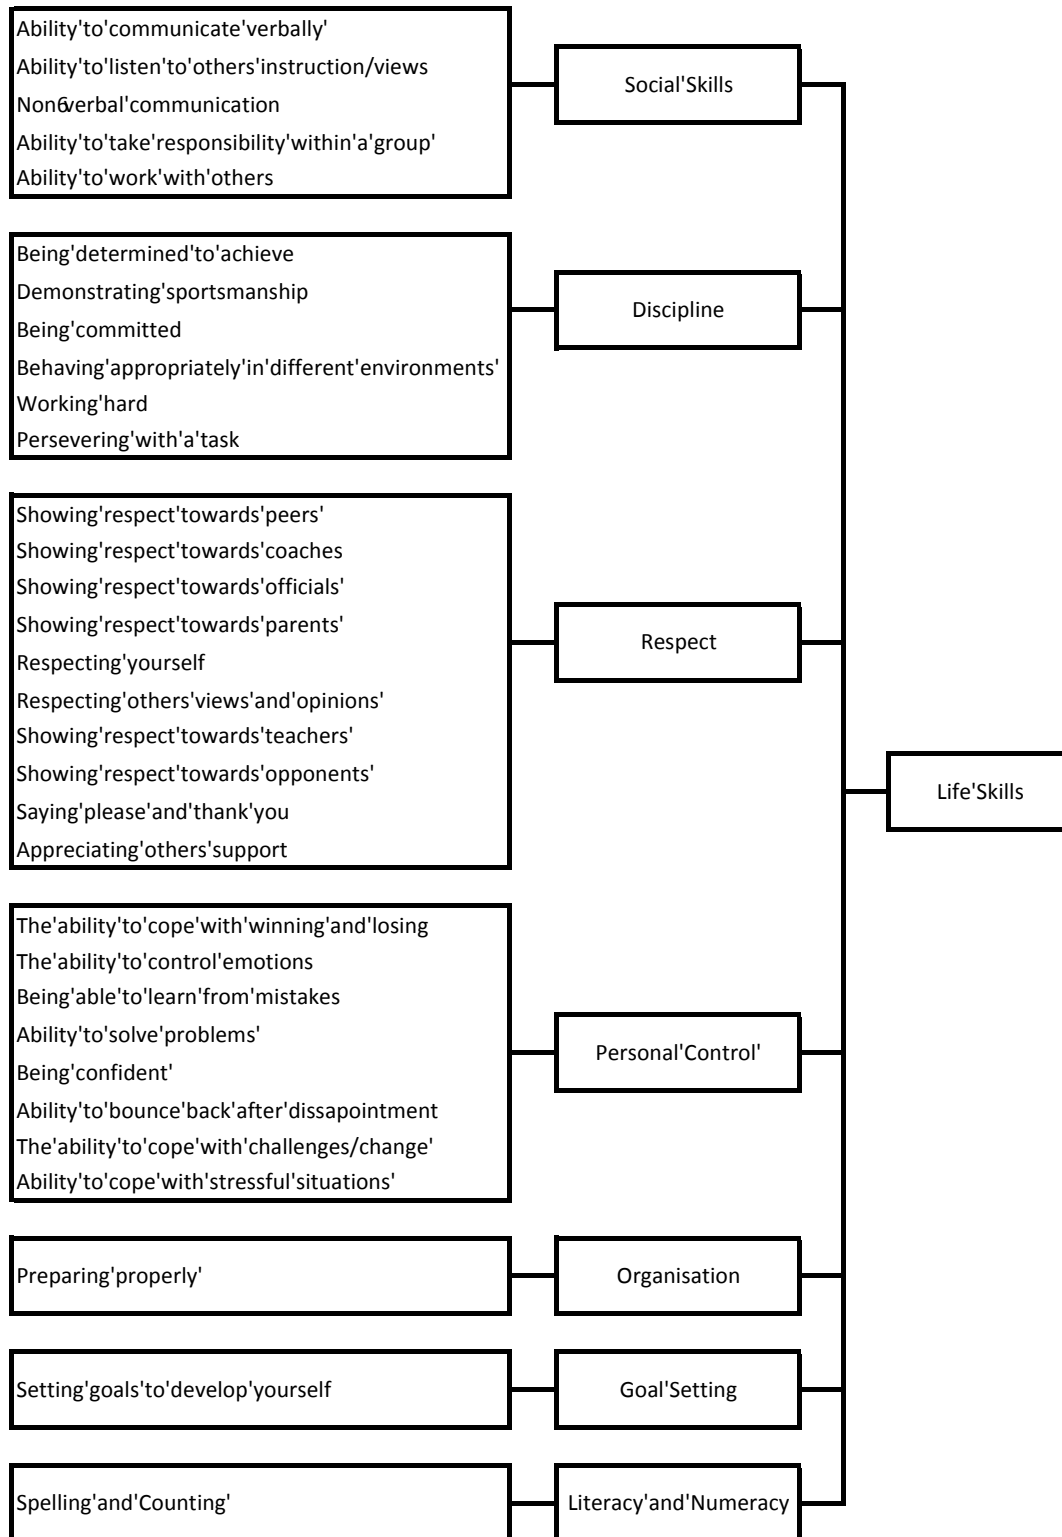 Ability'to'communicate'verbally'
Ability'to'listen'to'others'instruction/views
Non6verbal'communication
Ability'to'take'responsibility'within'a'group'
Ability'to'work'with'others
Social'Skills
Being'determined'to'achieve
Demonstrating'sportsmanship
Being'committed
Behaving'appropriately'in'different'environments'
Working'hard
Persevering'with'a'task
Discipline
Showing'respect'towards'peers'
Showing'respect'towards'coaches
Showing'respect'towards'officials'
Showing'respect'towards'parents'
Respecting'yourself
Respecting'others'views'and'opinions'
Showing'respect'towards'teachers'
Showing'respect'towards'opponents'
Saying'please'and'thank'you
Appreciating'others'support
Respect
Life'Skills
The'ability'to'cope'with'winning'and'losing
The'ability'to'control'emotions
Being'able'to'learn'from'mistakes
Ability'to'solve'problems'
Being'confident'
Ability'to'bounce'back'after'dissapointment
The'ability'to'cope'with'challenges/change'
Ability'to'cope'with'stressful'situations'
Personal'Control'
Preparing'properly'
Organisation
Setting'goals'to'develop'yourself
Goal'Setting
Spelling'and'Counting'
Literacy'and'Numeracy